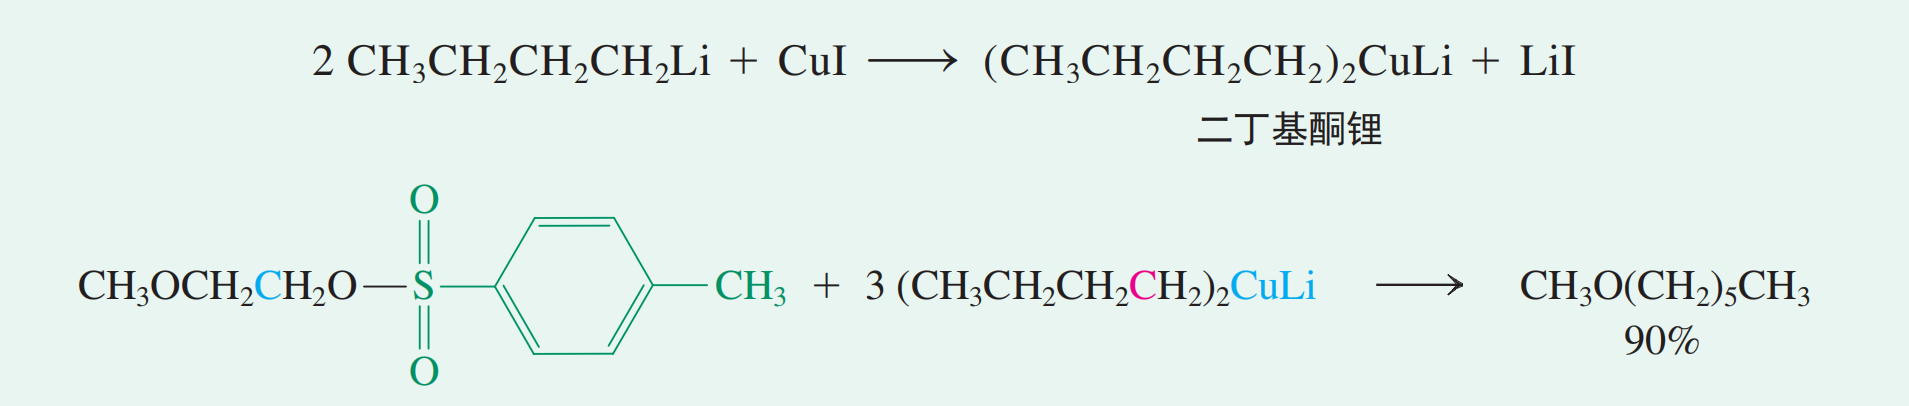 2 CH₃CH₂CH₂CH₂Li + CuI ⟶ (CH₃CH₂CH₂CH₂)₂CuLi + LiI
二丁基酮锂
O
CH₃OCH₂CH₂O—S—CH₃ + 3 (CH₃CH₂CH₂CH₂)₂CuLi ⟶ CH₃O(CH₂)₅CH₃
90%
O